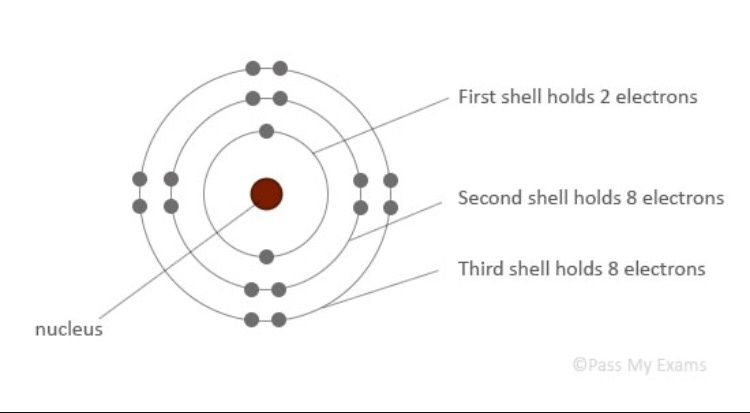 First shell holds 2 electrons
Second shell holds 8 electrons
Third shell holds 8 electrons
nucleus
©Pass My Exams